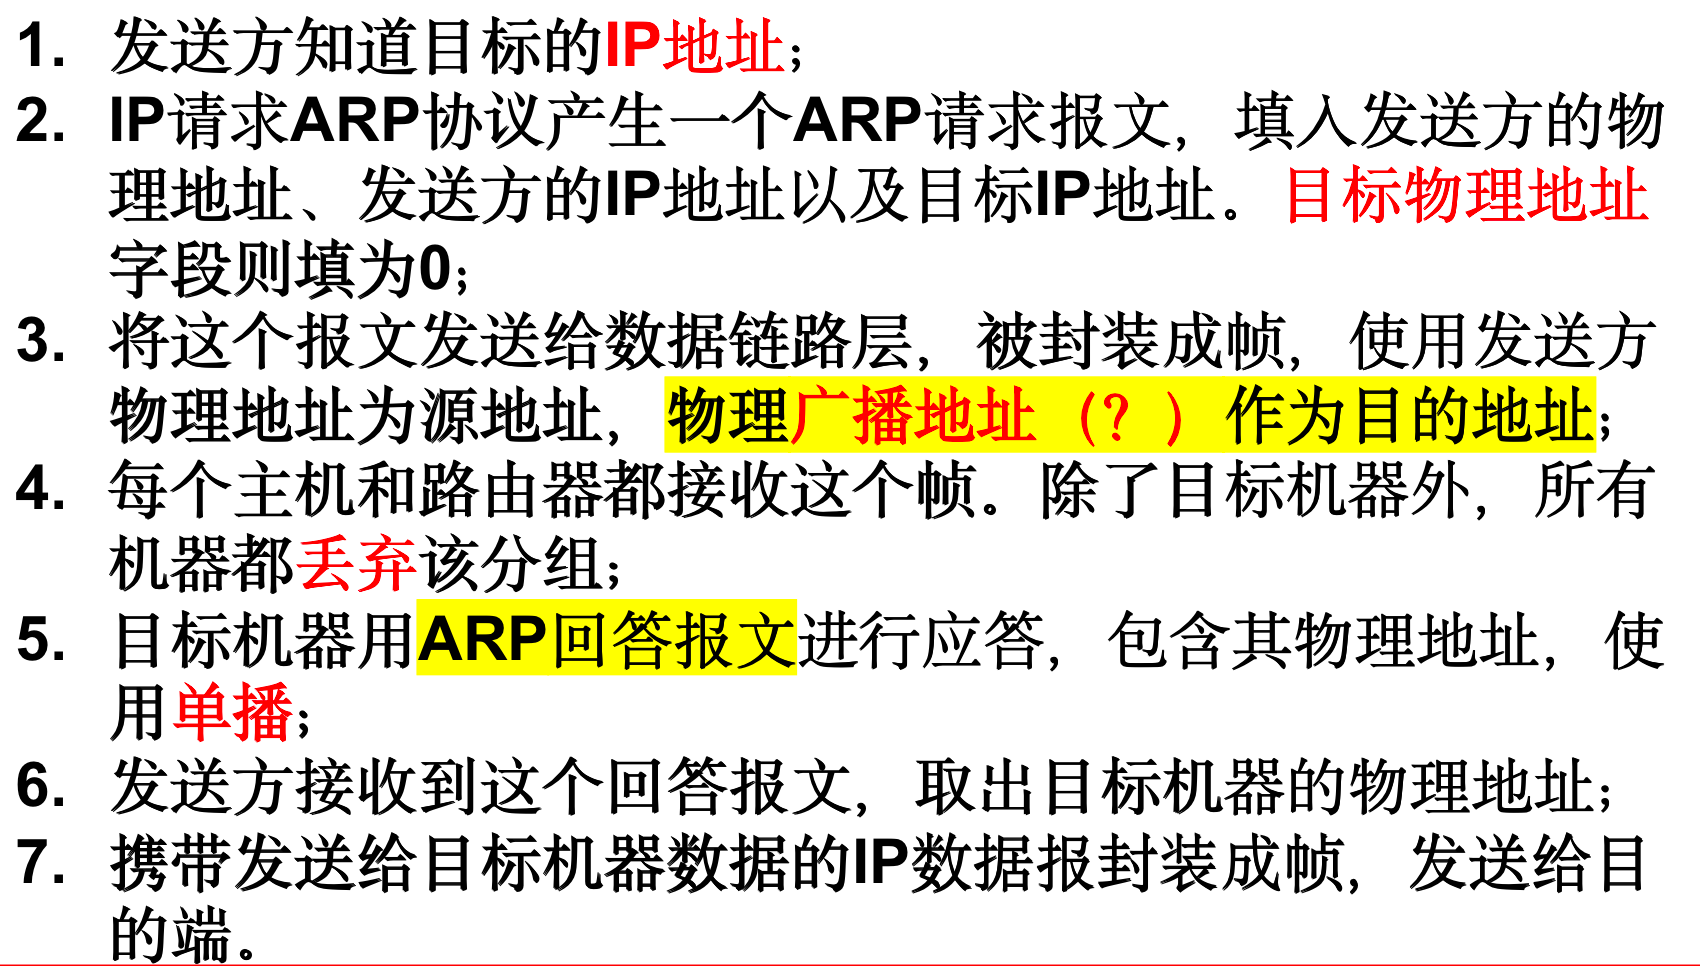 1. 发送方知道目标的IP地址；
2. IP请求ARP协议产生一个ARP请求报文，填入发送方的物
理地址、发送方的IP地址以及目标IP地址。目标物理地址
字段则填为0；
3. 将这个报文发送给数据链路层，被封装成帧，使用发送方
物理地址为源地址，物理广播地址（？）作为目的地址；
4. 每个主机和路由器都接收这个帧。除了目标机器外，所有
机器都丢弃该分组；
5. 目标机器用ARP回答报文进行应答，包含其物理地址，使
用单播；
6. 发送方接收到这个回答报文，取出目标机器的物理地址；
7. 携带发送给目标机器数据的IP数据报封装成帧，发送给目
的端。